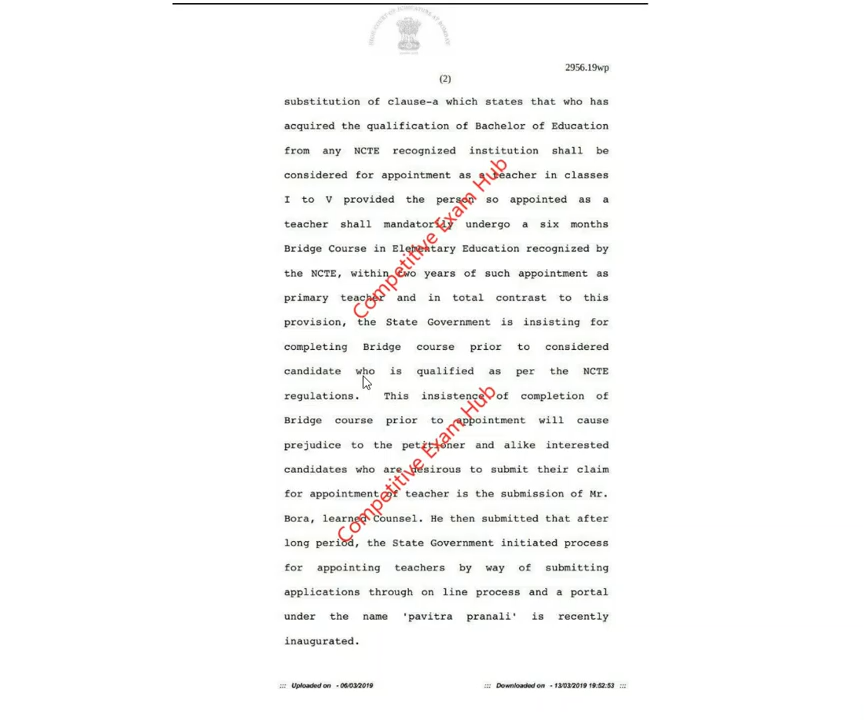 HIGH COURT OF JUDICATURE AT BOMBAY
2956.19wp
(2)
substitution of clause-a which states that who has
acquired the qualification of Bachelor of Education
from any NCTE recognized institution shall be
considered for appointment as a teacher in classes
I to V provided the person so appointed as a
teacher shall mandatorily undergo a six months
Bridge Course in Elementary Education recognized by
the NCTE, within two years of such appointment as
primary teacher and in total contrast to this
provision, the State Government is insisting for
completing Bridge course prior to considered
candidate who is qualified as per the NCTE
regulations. This insistence of completion of
Bridge course prior to appointment will cause
prejudice to the petitioner and alike interested
candidates who are desirous to submit their claim
for appointment of teacher is the submission of Mr.
Bora, learned Counsel. He then submitted that after
long period, the State Government initiated process
for appointing teachers by way of submitting
applications through on line process and a portal
under the name 'pavitra pranali' is recently
inaugurated.
Competitive Exam Hub
Competitive Exam Hub
::: Uploaded on - 06/03/2019 ::: Downloaded on - 13/03/2019 19:52:53 :::